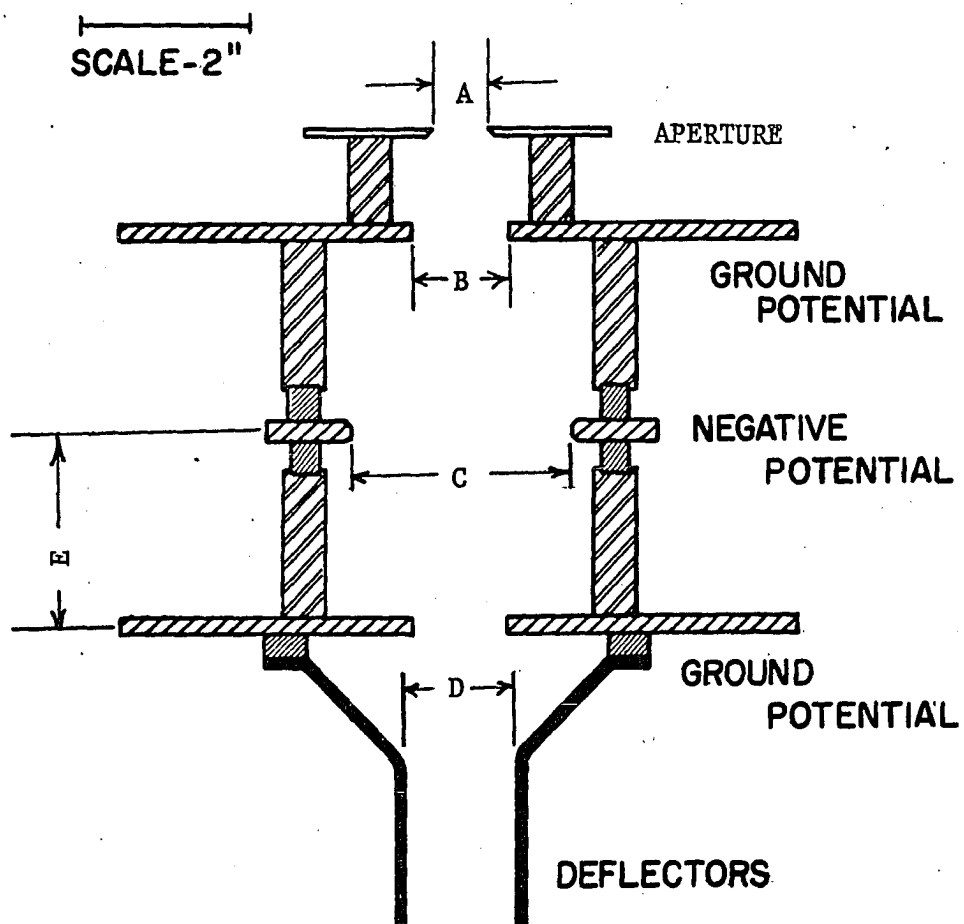 SCALE-2"
A
APERTURE
B
GROUND
POTENTIAL
NEGATIVE
POTENTIAL
C
E
D
GROUND
POTENTIAL
DEFLECTORS